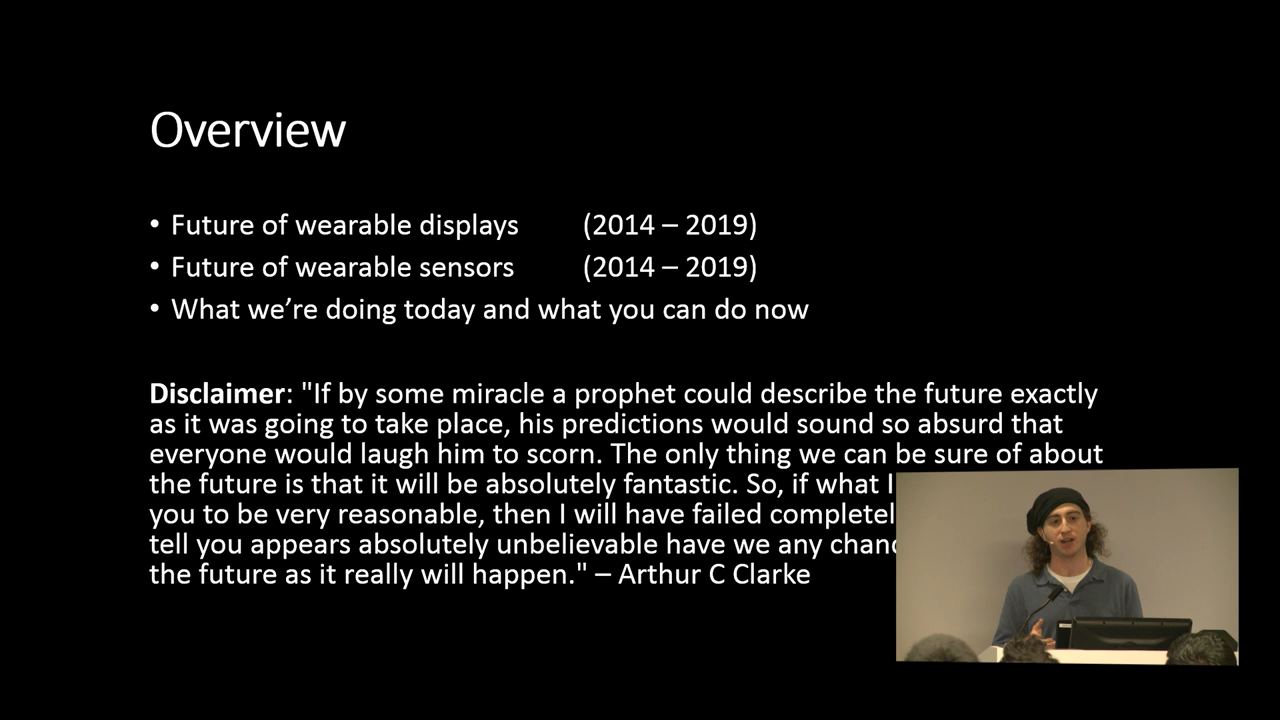 Overview
• Future of wearable displays (2014 – 2019)
• Future of wearable sensors (2014 – 2019)
• What we're doing today and what you can do now
Disclaimer: "If by some miracle a prophet could describe the future exactly
as it was going to take place, his predictions would sound so absurd that
everyone would laugh him to scorn. The only thing we can be sure of about
the future is that it will be absolutely fantastic. So, if what I
you to be very reasonable, then I will have failed
tell you appears absolutely unbelievable have we any
the future as it really will happen." – Arthur C Clarke